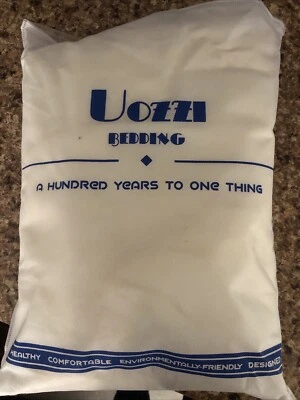 UOZZI
BEDDING
A HUNDRED YEARS TO ONE THING
HEALTHY COMFORTABLE ENVIRONMENTALLY-FRIENDLY DESIGNED